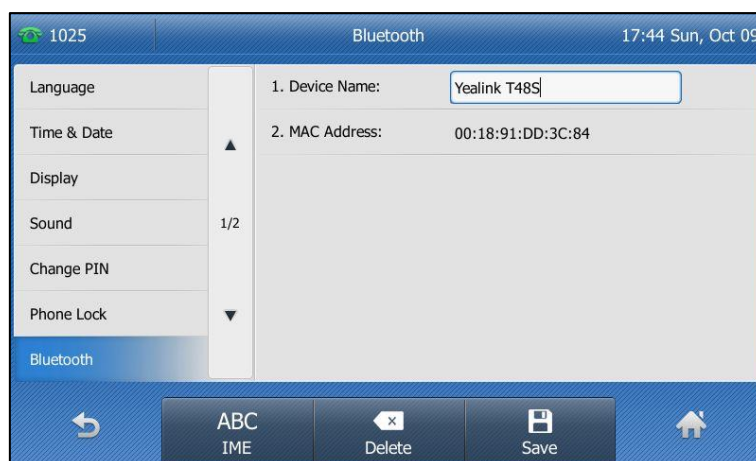 1025 Bluetooth 17:44 Sun, Oct 09
Language
Time & Date
Display
Sound
Change PIN
Phone Lock
Bluetooth
1/2
1. Device Name: Yealink T48S
2. MAC Address: 00:18:91:DD:3C:84
ABC
IME
Delete
Save